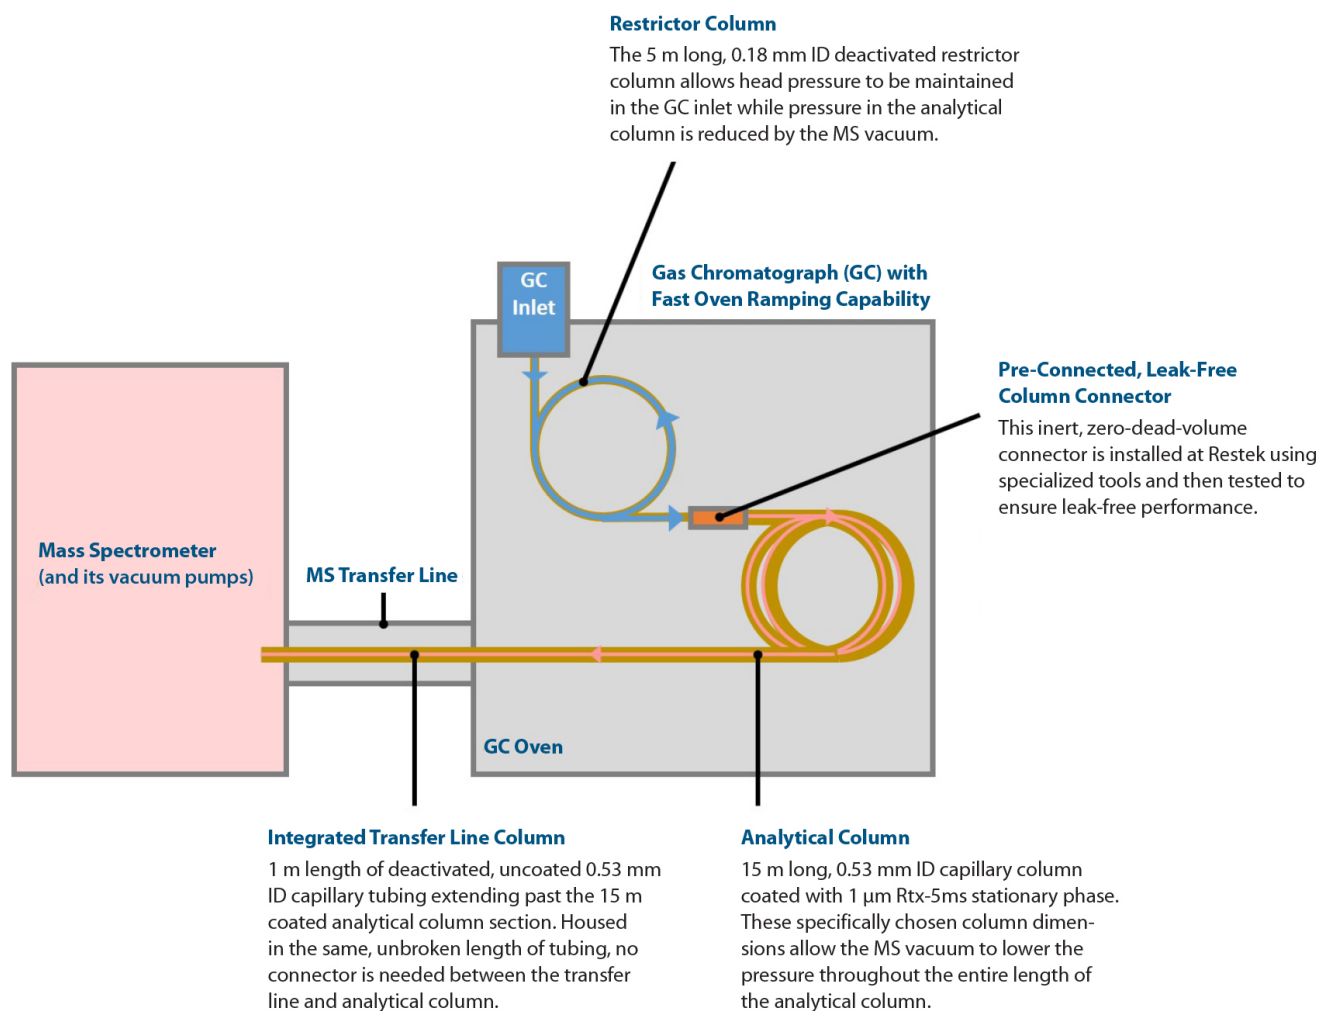 Restrictor Column
The 5 m long, 0.18 mm ID deactivated restrictor
column allows head pressure to be maintained
in the GC inlet while pressure in the analytical
column is reduced by the MS vacuum.
GC
Inlet
Gas Chromatograph (GC) with
Fast Oven Ramping Capability
Pre-Connected, Leak-Free
Column Connector
This inert, zero-dead-volume
connector is installed at Restek using
specialized tools and then tested to
ensure leak-free performance.
Mass Spectrometer
(and its vacuum pumps)
MS Transfer Line
GC Oven
Integrated Transfer Line Column
1 m length of deactivated, uncoated 0.53 mm
ID capillary tubing extending past the 15 m
coated analytical column section. Housed
in the same, unbroken length of tubing, no
connector is needed between the transfer
line and analytical column.
Analytical Column
15 m long, 0.53 mm ID capillary column
coated with 1 µm Rtx-5ms stationary phase.
These specifically chosen column dimen-
sions allow the MS vacuum to lower the
pressure throughout the entire length of
the analytical column.